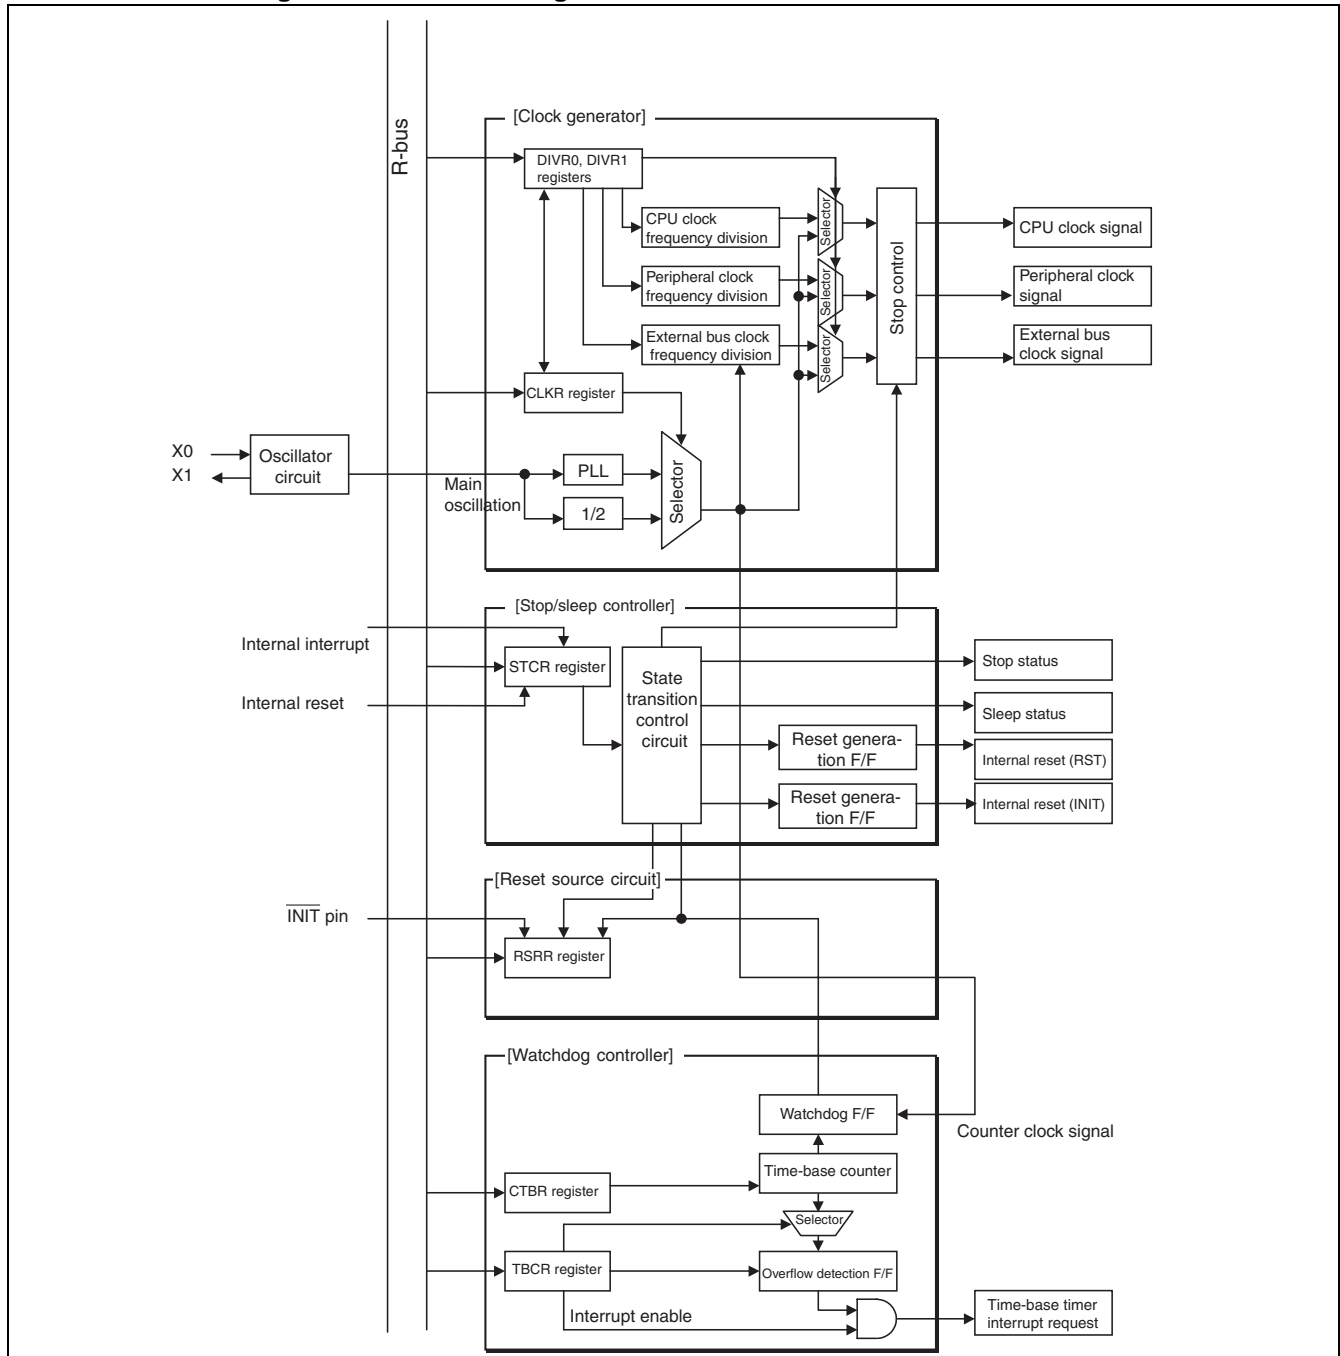 R-bus
[Clock generator]
DIVR0, DIVR1
registers
CPU clock
frequency division
Peripheral clock
frequency division
External bus clock
frequency division
Selector
Selector
Selector
Stop control
CPU clock signal
Peripheral clock
signal
External bus
clock signal
CLKR register
X0
X1
Oscillator
circuit
Main
oscillation
PLL
1/2
Selector
[Stop/sleep controller]
Internal interrupt
Internal reset
STCR register
State
transition
control
circuit
Reset genera-
tion F/F
Reset genera-
tion F/F
Stop status
Sleep status
Internal reset (RST)
Internal reset (INIT)
[Reset source circuit]
INIT pin
RSRR register
[Watchdog controller]
Watchdog F/F
Counter clock signal
Time-base counter
CTBR register
Selector
TBCR register
Overflow detection F/F
Interrupt enable
Time-base timer
interrupt request